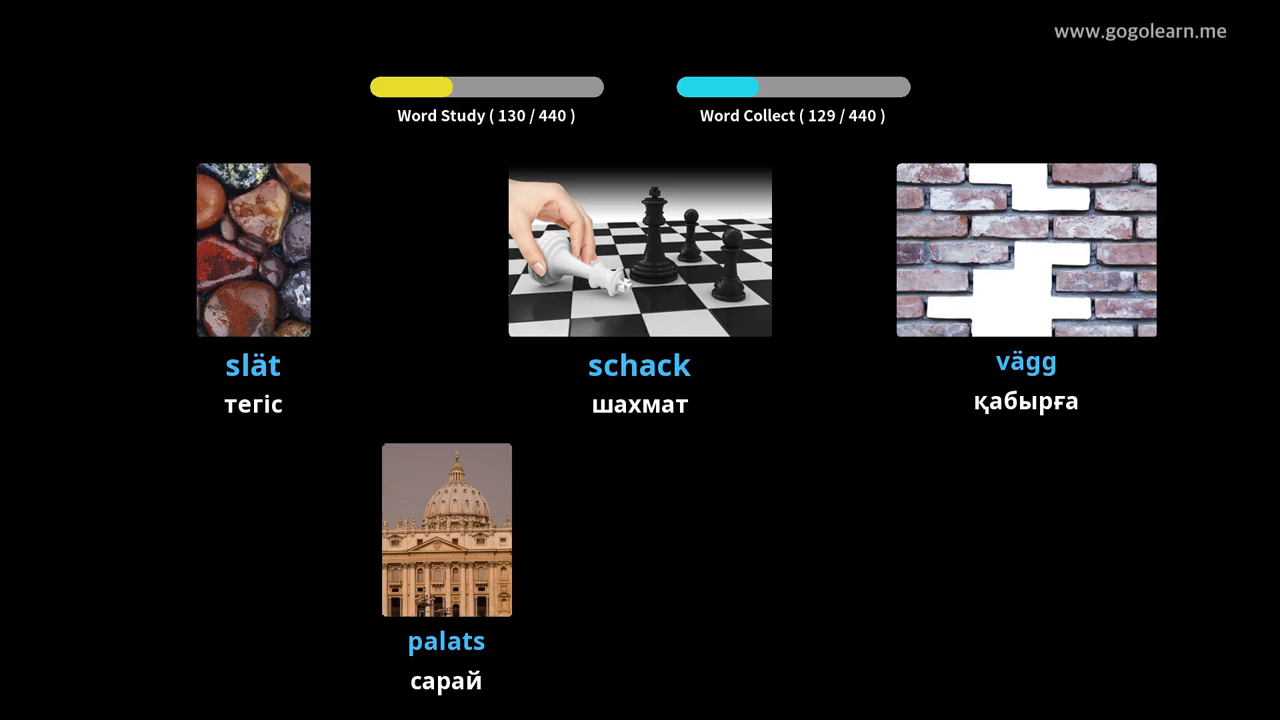 www.gogolearn.me
Word Study ( 130 / 440 )
Word Collect ( 129 / 440 )
slät
тегіс
schack
шахмат
vägg
қабырға
palats
сарай